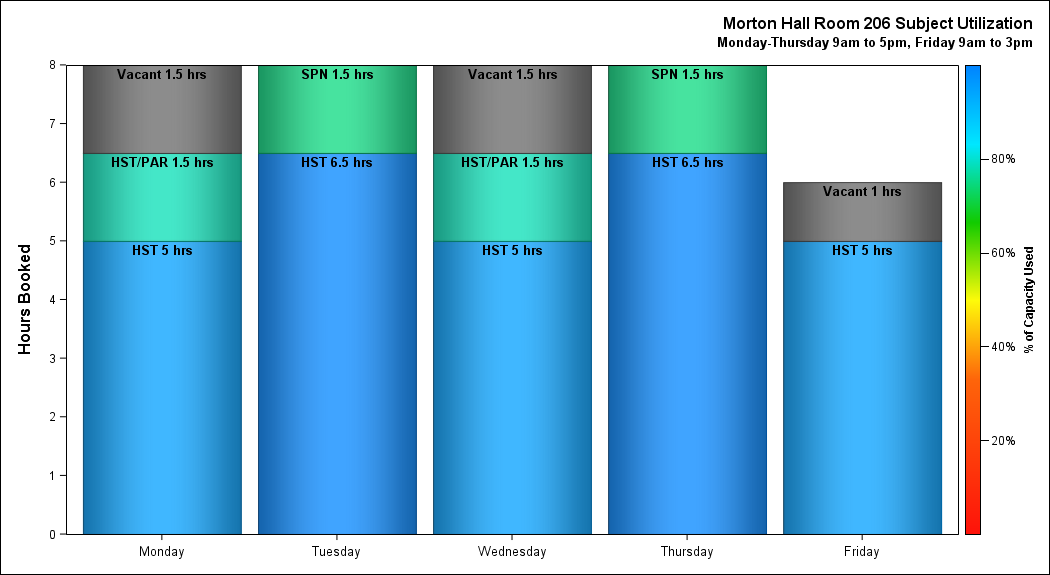 Morton Hall Room 206 Subject Utilization
Monday-Thursday 9am to 5pm, Friday 9am to 3pm
Hours Booked
8
7
6
5
4
3
2
1
0
Vacant 1.5 hrs
HST/PAR 1.5 hrs
HST 5 hrs
SPN 1.5 hrs
HST 6.5 hrs
Vacant 1.5 hrs
HST/PAR 1.5 hrs
HST 5 hrs
SPN 1.5 hrs
HST 6.5 hrs
Vacant 1 hrs
HST 5 hrs
Monday
Tuesday
Wednesday
Thursday
Friday
80%
60%
40%
20%
% of Capacity Used